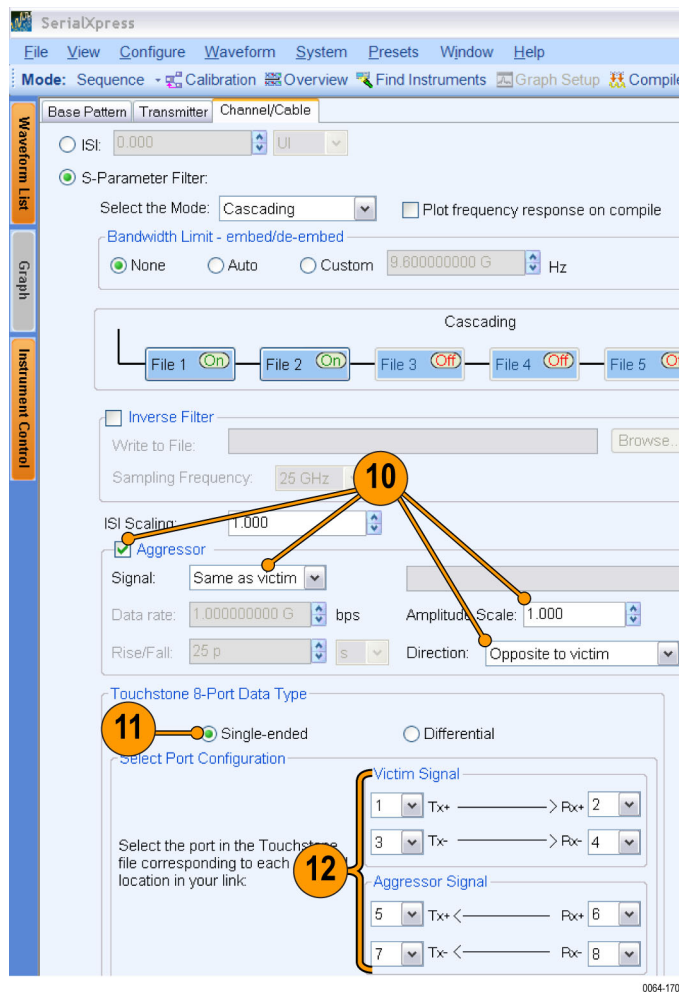 SerialXpress
File View Configure Waveform System Presets Window Help
Mode: Sequence Calibration Overview Find Instruments Graph Setup Compile
Waveform List
Graph
Instrument Control
Base Pattern Transmitter Channel/Cable
ISI: 0.000 UI
S-Parameter Filter:
Select the Mode: Cascading Plot frequency response on compile
Bandwidth Limit - embed/de-embed
None Auto Custom 9.600000000 G Hz
Cascading
File 1 On File 2 On File 3 Off File 4 Off File 5
Inverse Filter
Write to File: Browse..
Sampling Frequency: 25 GHz
10
ISI Scaling: 1.000
Aggressor
Signal: Same as victim
Data rate: 1.000000000 G bps Amplitude Scale: 1.000
Rise/Fall: 25 p s Direction: Opposite to victim
Touchstone 8-Port Data Type
11 Single-ended Differential
Select Port Configuration
Victim Signal
1 Tx+ Rx+ 2
3 Tx- Rx- 4
Select the port in the Touchstone
file corresponding to each
location in your link:
12
Aggressor Signal
5 Tx+ Rx+ 6
7 Tx- Rx- 8
0064-170